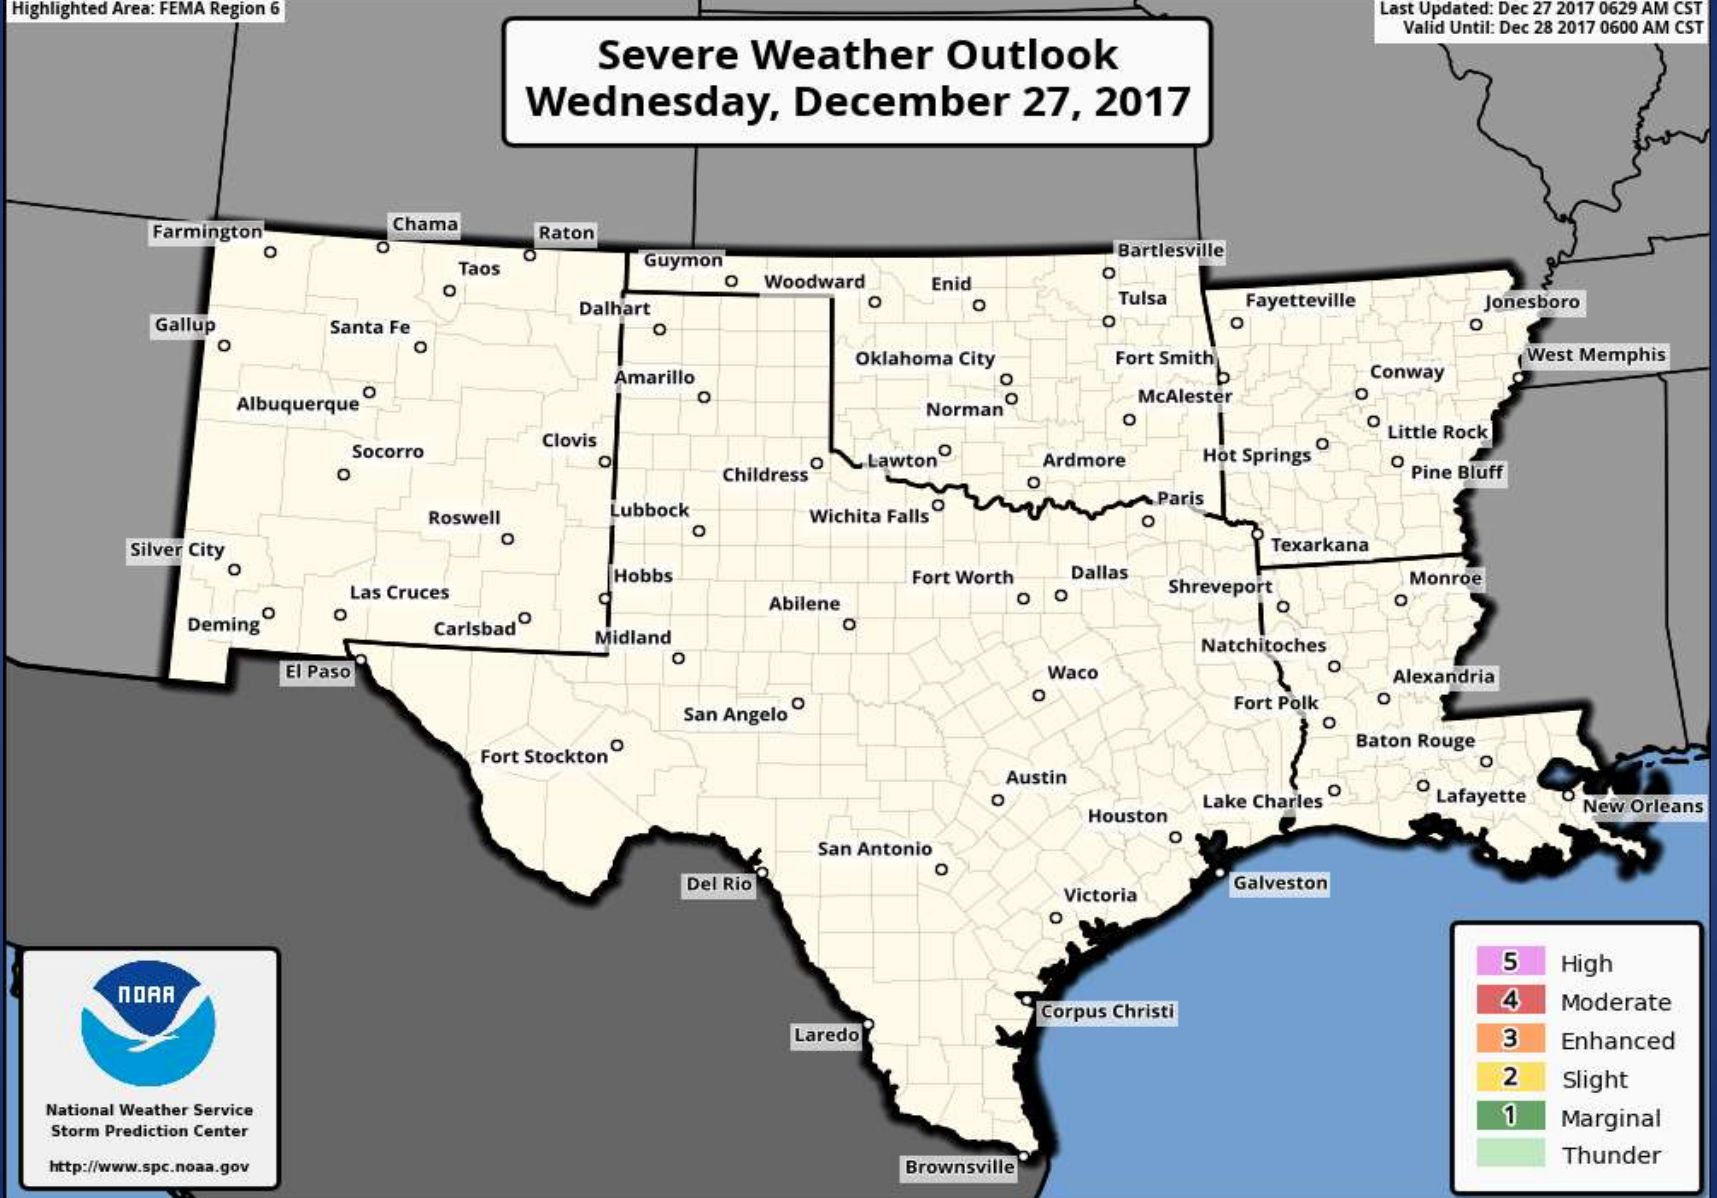 Highlighted Area: FEMA Region 6
Last Updated: Dec 27 2017 0629 AM CST
Valid Until: Dec 28 2017 0600 AM CST
Severe Weather Outlook
Wednesday, December 27, 2017
Farmington
Chama
Raton
Taos
Guymon
Woodward
Enid
Bartlesville
Tulsa
Dalhart
Fayetteville
Jonesboro
Gallup
Santa Fe
Oklahoma City
Fort Smith
West Memphis
Amarillo
Conway
Albuquerque
Norman
McAlester
Little Rock
Socorro
Clovis
Childress
Lawton
Ardmore
Hot Springs
Pine Bluff
Roswell
Lubbock
Wichita Falls
Paris
Silver City
Texarkana
Las Cruces
Hobbs
Abilene
Fort Worth
Dallas
Shreveport
Monroe
Deming
Carlsbad
Midland
Natchitoches
El Paso
Waco
Alexandria
San Angelo
Fort Polk
Fort Stockton
Baton Rouge
Austin
Lake Charles
Lafayette
New Orleans
Houston
San Antonio
Del Rio
Galveston
Victoria
Corpus Christi
Laredo
Brownsville
NOAA
National Weather Service
Storm Prediction Center
http://www.spc.noaa.gov
5 High
4 Moderate
3 Enhanced
2 Slight
1 Marginal
Thunder